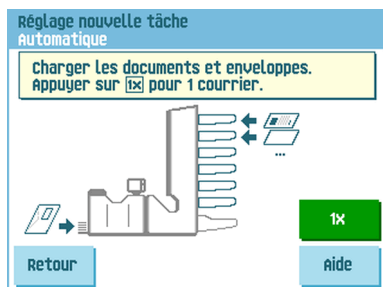 Réglage nouvelle tâche
Automatique
Charger les documents et enveloppes.
Appuyer sur 1x pour 1 courrier.
...
1x
Retour
Aide